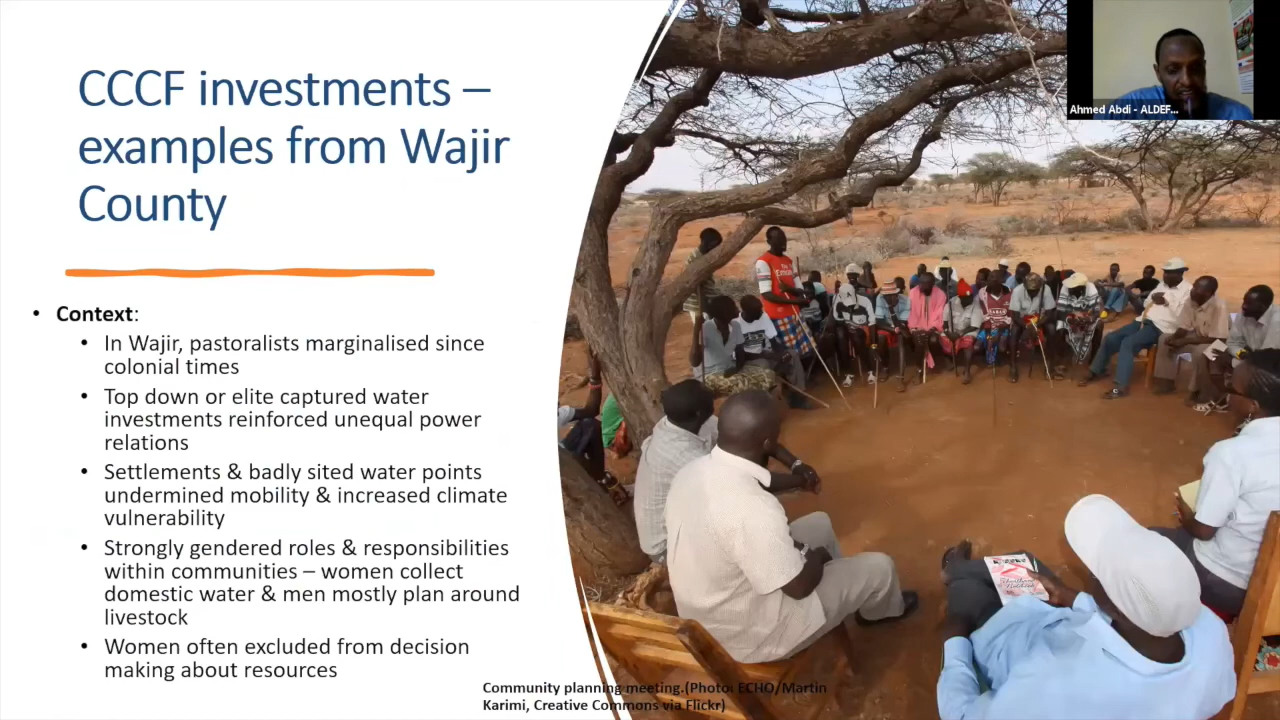 CCCF investments –
examples from Wajir
County
• Context:
• In Wajir, pastoralists marginalised since
colonial times
• Top down or elite captured water
investments reinforced unequal power
relations
• Settlements & badly sited water points
undermined mobility & increased climate
vulnerability
• Strongly gendered roles & responsibilities
within communities – women collect
domestic water & men mostly plan around
livestock
• Women often excluded from decision
making about resources
Community planning meeting.(Photo: ECHO/Martin
Karimi, Creative Commons via Flickr)
Ahmed Abdi - ALDEF...